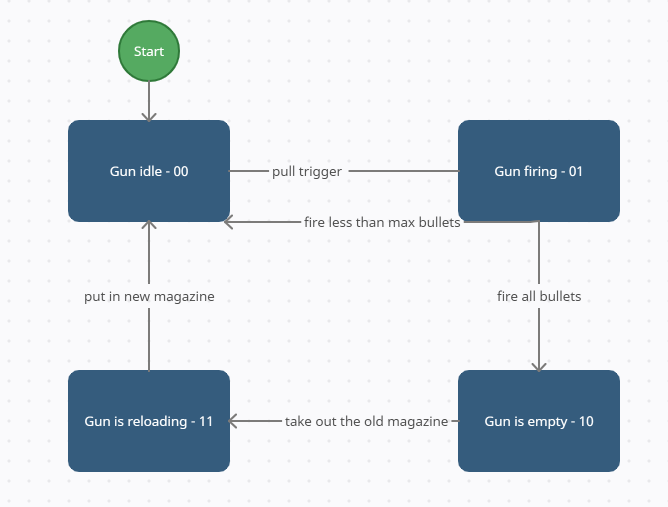 Start
Gun idle - 00
pull trigger
Gun firing - 01
fire less than max bullets
put in new magazine
fire all bullets
Gun is reloading - 11
take out the old magazine
Gun is empty - 10